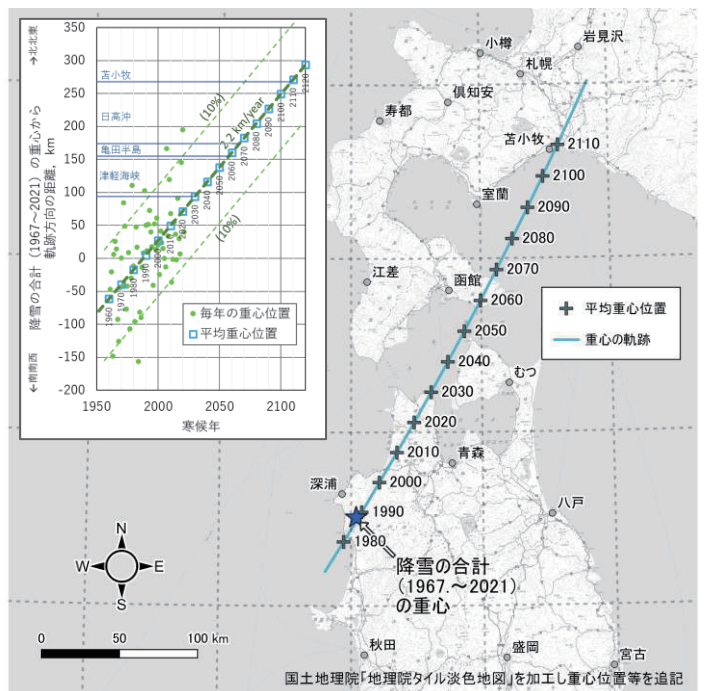 降雪の合計（1967～2021）の重心から
軌跡方向の距離，km
→北北東
←南南西
350
300
250
200
150
100
50
0
-50
-100
-150
-200
苫小牧
日高沖
亀田半島
津軽海峡
(10%)
2.2 km/year
(10%)
1960
1970
1980
1990
2000
2010
2020
2030
2040
2050
2060
2070
2080
2090
2100
2110
2120
毎年の重心位置
平均重心位置
1950
2000
2050
2100
寒候年
小樽
岩見沢
札幌
倶知安
寿都
苫小牧
2110
2100
室蘭
2090
2080
2070
江差
函館
2060
平均重心位置
重心の軌跡
2050
2040
むつ
2030
2020
2010
青森
2000
深浦
1990
八戸
1980
降雪の合計
（1967.～2021）
の重心
N
W
E
S
0
50
100 km
秋田
盛岡
宮古
国土地理院「地理院タイル淡色地図」を加工し重心位置等を追記